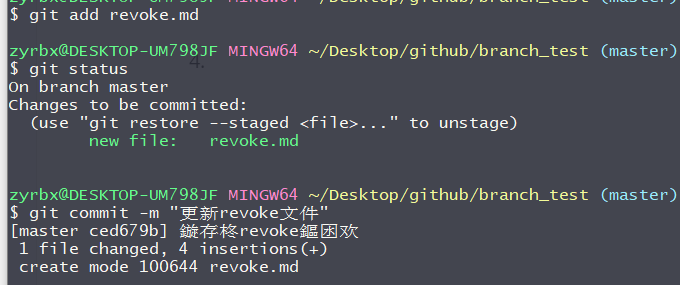 $ git add revoke.md
zyrbx@DESKTOP-UM798JF MINGW64 ~/Desktop/github/branch_test (master)
$ git status
On branch master
Changes to be committed:
  (use "git restore --staged <file>..." to unstage)
        new file:   revoke.md
zyrbx@DESKTOP-UM798JF MINGW64 ~/Desktop/github/branch_test (master)
$ git commit -m "更新revoke文件"
[master ced679b] 鏇存柊revoke鏂囦欢
 1 file changed, 4 insertions(+)
 create mode 100644 revoke.md